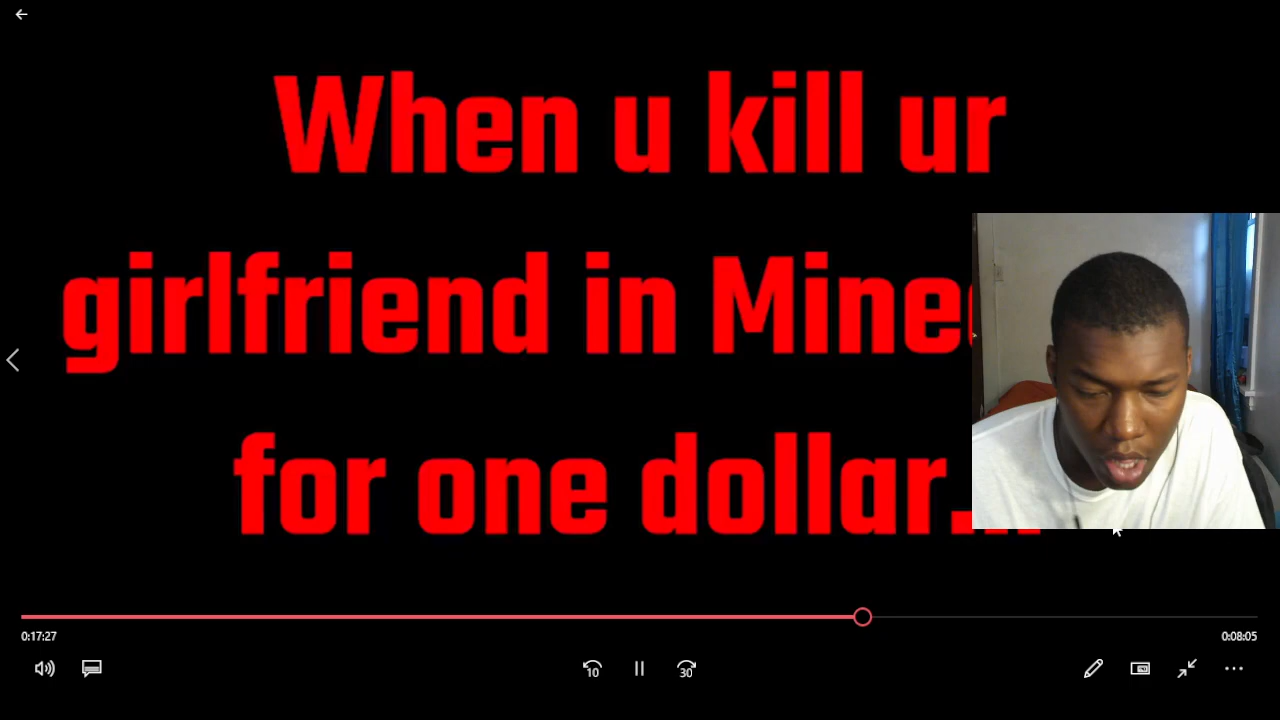 When u kill ur
girlfriend in Mine
for one dollar...
0:17:27
0:08:05
10
30